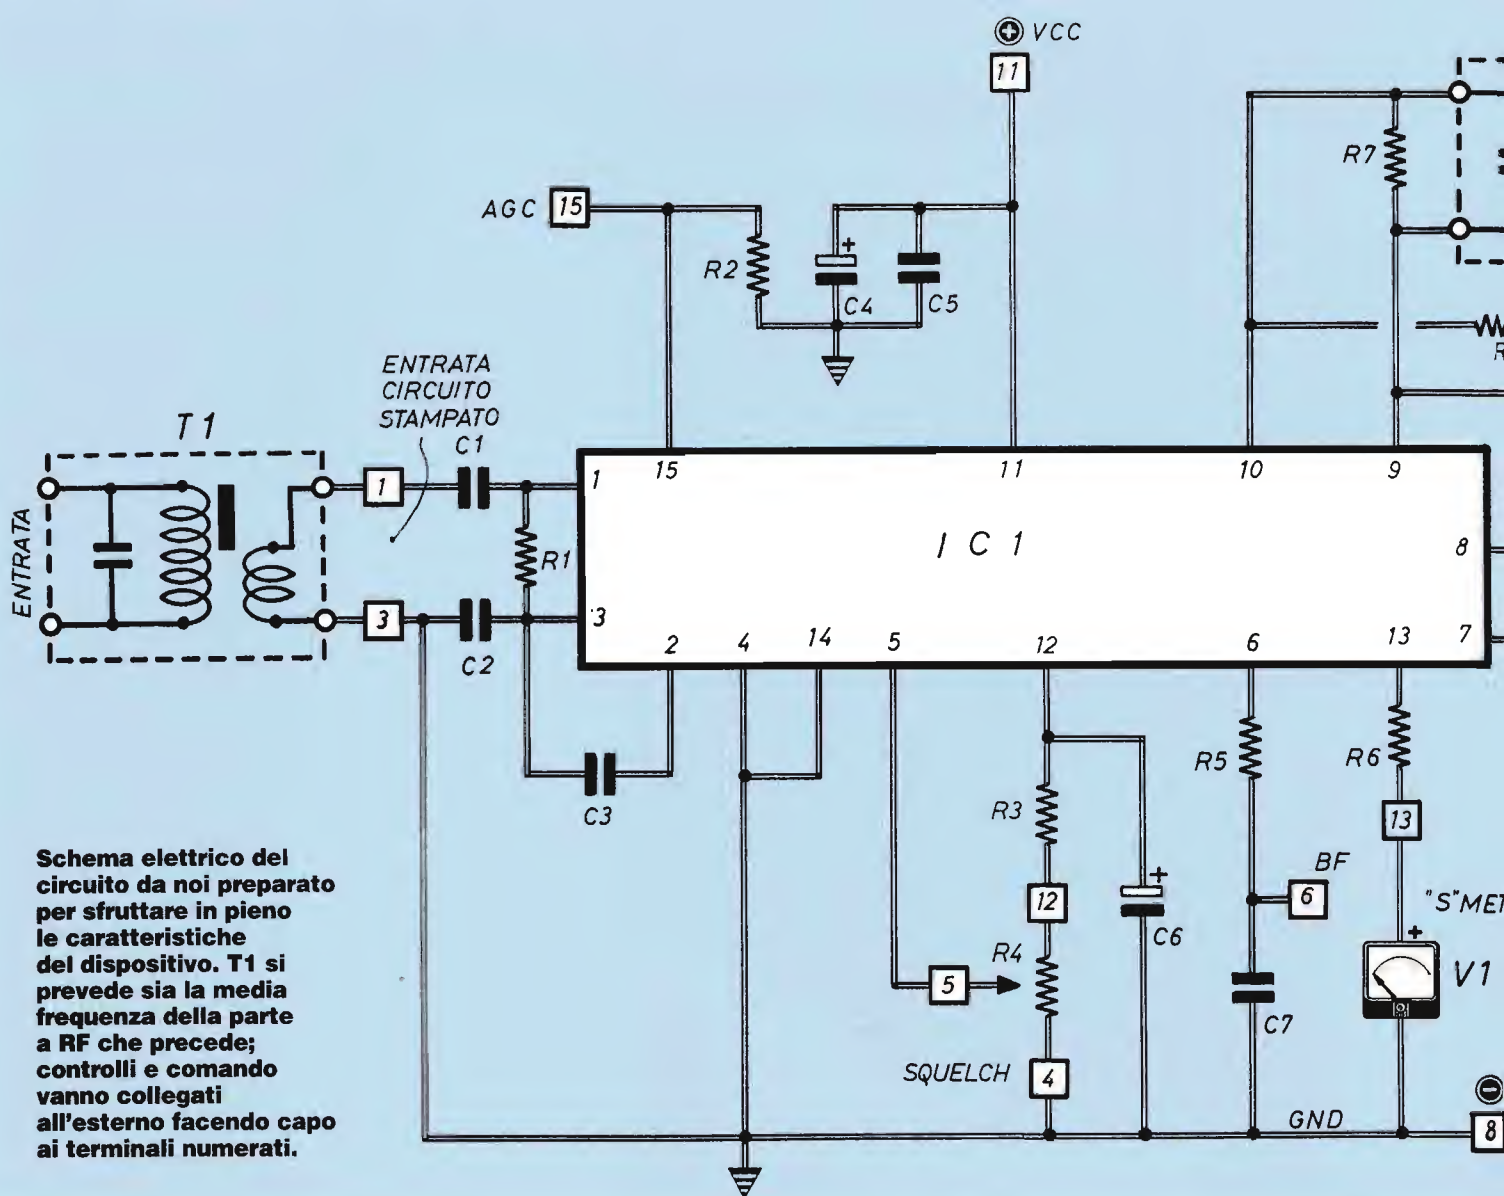 VCC
11
R7
AGC 15
R2
+
C4
C5
R
ENTRATA
CIRCUITO
STAMPATO
T1
C1
1
1
15
11
10
9
ENTRATA
R1
IC1
8
3
C2
3
2
4
14
5
12
6
13
7
C3
R3
R5
R6
13
12
+
C6
BF
6
"S"MET
+
V1
R4
5
C7
SQUELCH
4
GND
8
Schema elettrico del
circuito da noi preparato
per sfruttare in pieno
le caratteristiche
del dispositivo. T1 si
prevede sia la media
frequenza della parte
a RF che precede;
controlli e comando
vanno collegati
all'esterno facendo capo
ai terminali numerati.